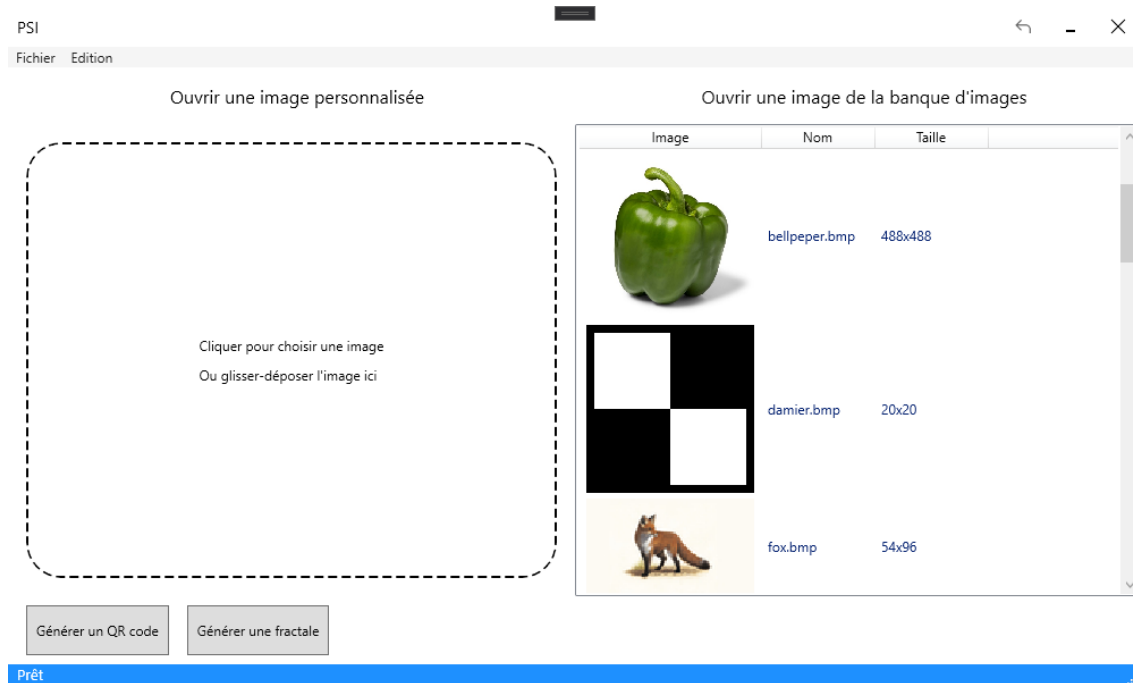 PSI
Fichier Edition
Ouvrir une image personnalisée
Cliquer pour choisir une image
Ou glisser-déposer l'image ici
Ouvrir une image de la banque d'images
Image Nom Taille
bellpeper.bmp 488x488
damier.bmp 20x20
fox.bmp 54x96
Générer un QR code Générer une fractale
Prêt